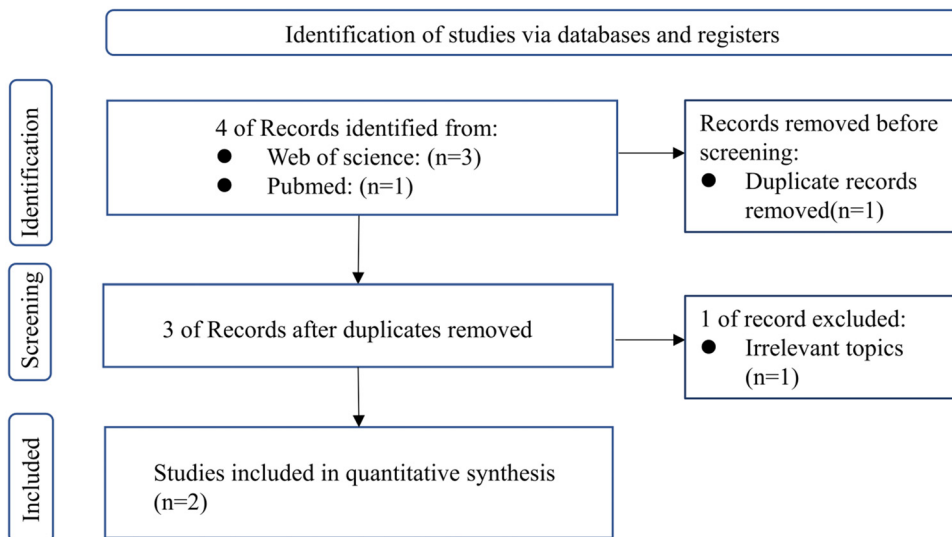 Identification of studies via databases and registers
Identification
4 of Records identified from:
● Web of science: (n=3)
● Pubmed: (n=1)
Records removed before
screening:
● Duplicate records
removed(n=1)
Screening
3 of Records after duplicates removed
1 of record excluded:
● Irrelevant topics
(n=1)
Included
Studies included in quantitative synthesis
(n=2)